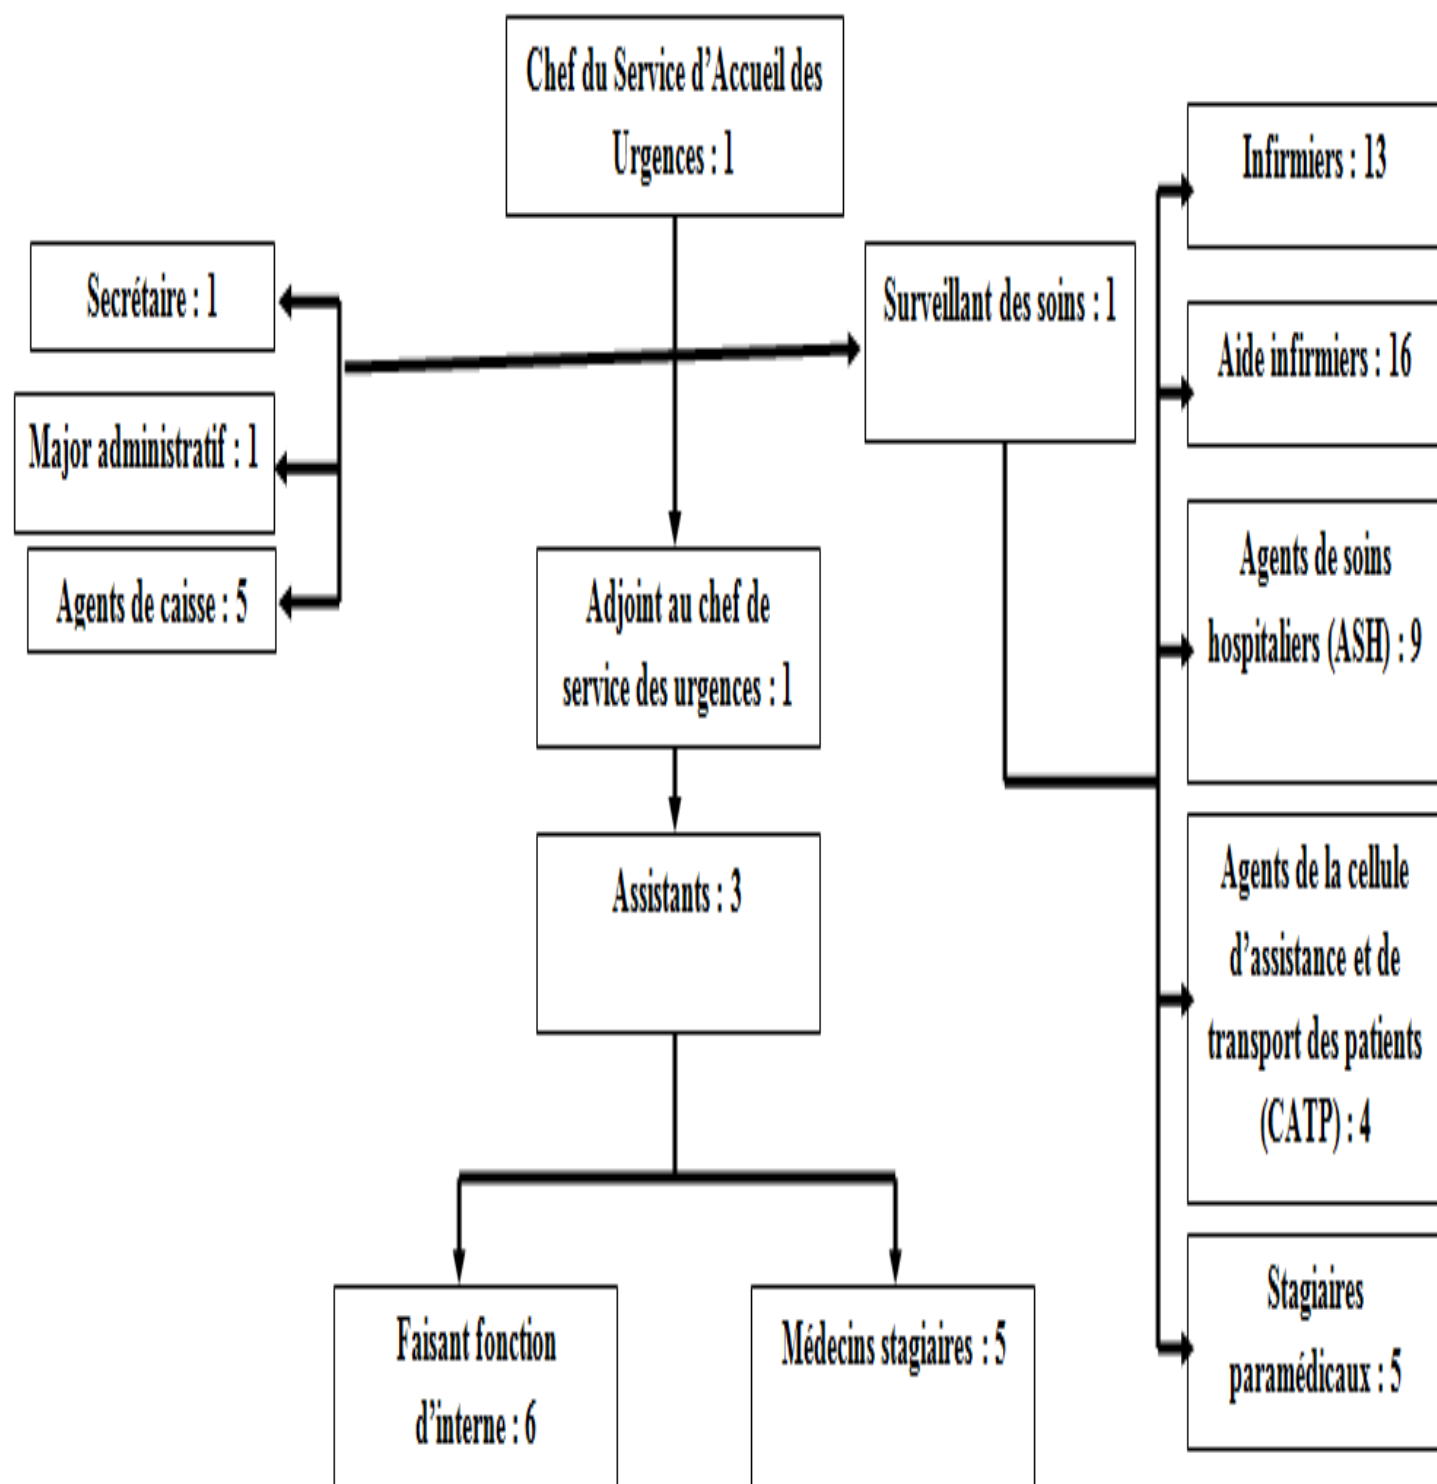 Chef du Service d’Accueil des
Urgences : 1
Secrétaire : 1
Major administratif : 1
Agents de caisse : 5
Surveillant des soins : 1
Adjoint au chef de
service des urgences : 1
Assistants : 3
Faisant fonction
d’interne : 6
Médecins stagiaires : 5
Infirmiers : 13
Aide infirmiers : 16
Agents de soins
hospitaliers (ASH) : 9
Agents de la cellule
d’assistance et de
transport des patients
(CATP) : 4
Stagiaires
paramédicaux : 5